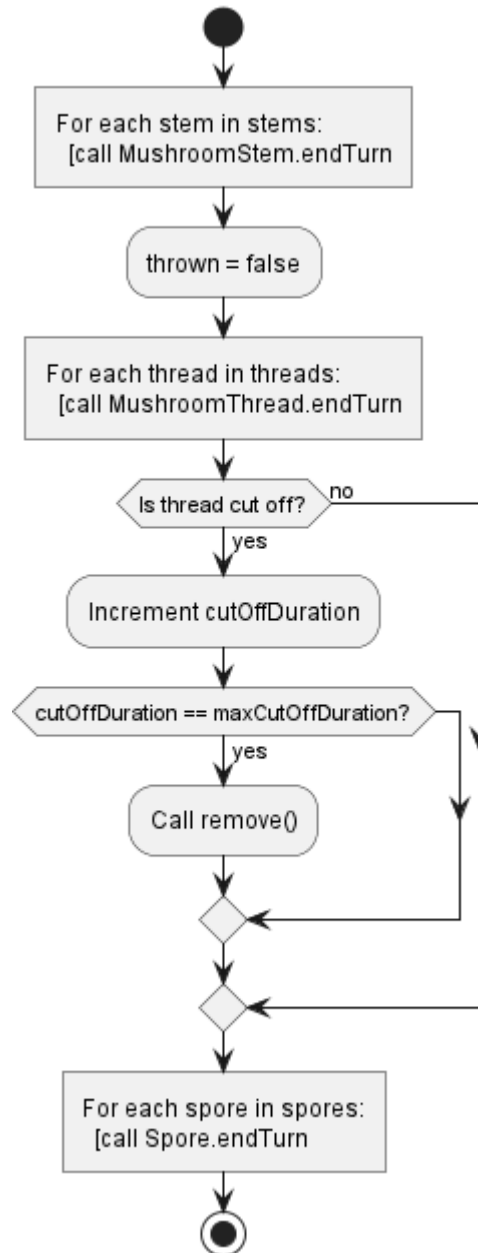 For each stem in stems:
[call MushroomStem.endTurn
thrown = false
For each thread in threads:
[call MushroomThread.endTurn
Is thread cut off?
no
yes
Increment cutOffDuration
cutOffDuration == maxCutOffDuration?
yes
Call remove()
For each spore in spores:
[call Spore.endTurn